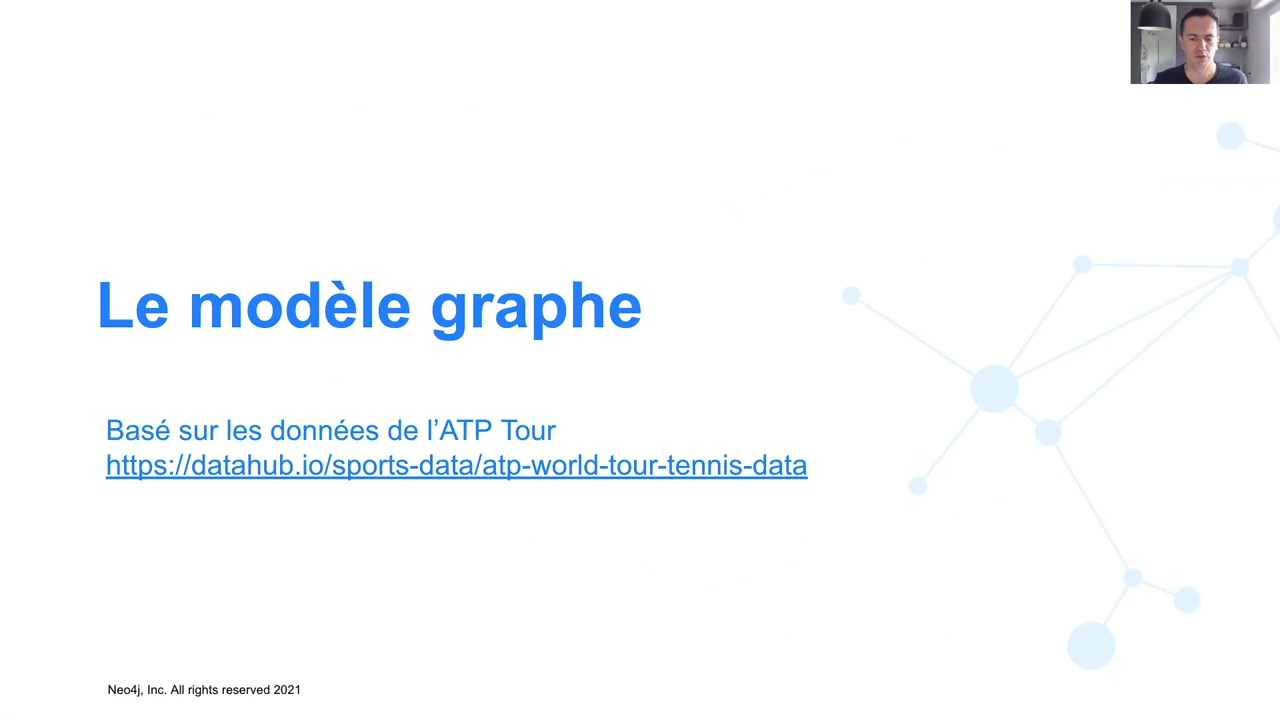 Le modèle graphe
Basé sur les données de l’ATP Tour
https://datahub.io/sports-data/atp-world-tour-tennis-data
Neo4j, Inc. All rights reserved 2021